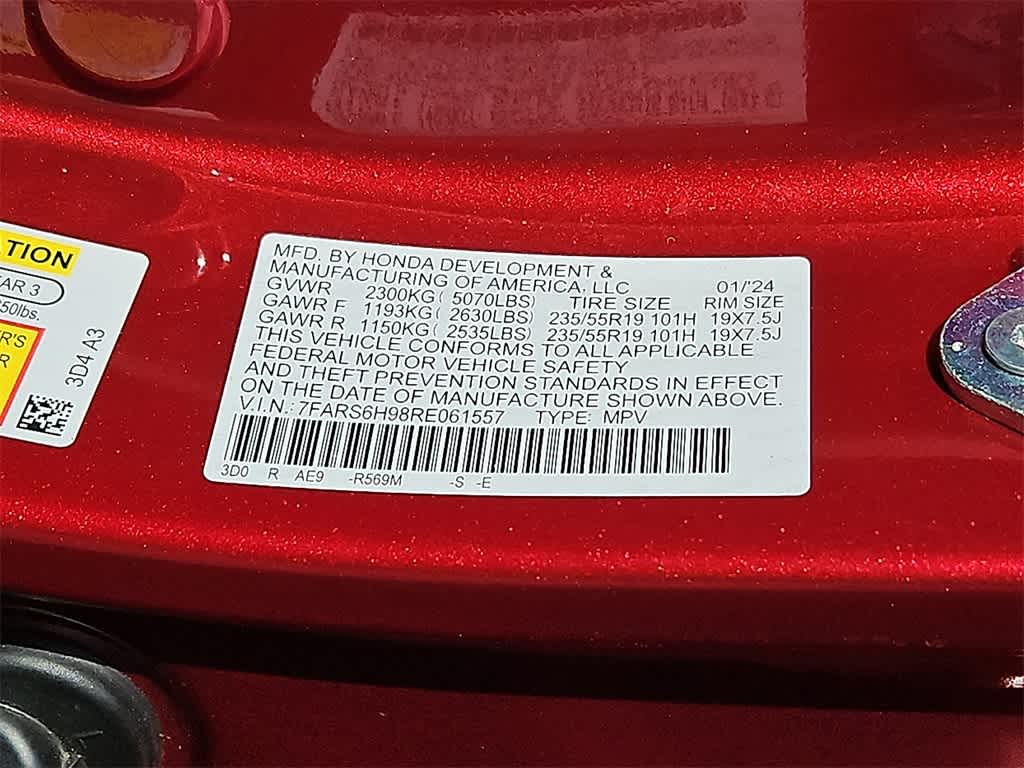 TION
AR 3
50lbs.
R'S
R
3D4 A3
MFD. BY HONDA DEVELOPMENT &
MANUFACTURING OF AMERICA, LLC 01/'24
GVWR 2300KG( 5070LBS) TIRE SIZE RIM SIZE
GAWR F 1193KG( 2630LBS) 235/55R19 101H 19X7.5J
GAWR R 1150KG( 2535LBS) 235/55R19 101H 19X7.5J
THIS VEHICLE CONFORMS TO ALL APPLICABLE
FEDERAL MOTOR VEHICLE SAFETY
AND THEFT PREVENTION STANDARDS IN EFFECT
ON THE DATE OF MANUFACTURE SHOWN ABOVE.
V.I.N.: 7FARS6H98RE061557 TYPE: MPV
3D0 R AE9 -R569M -S -E